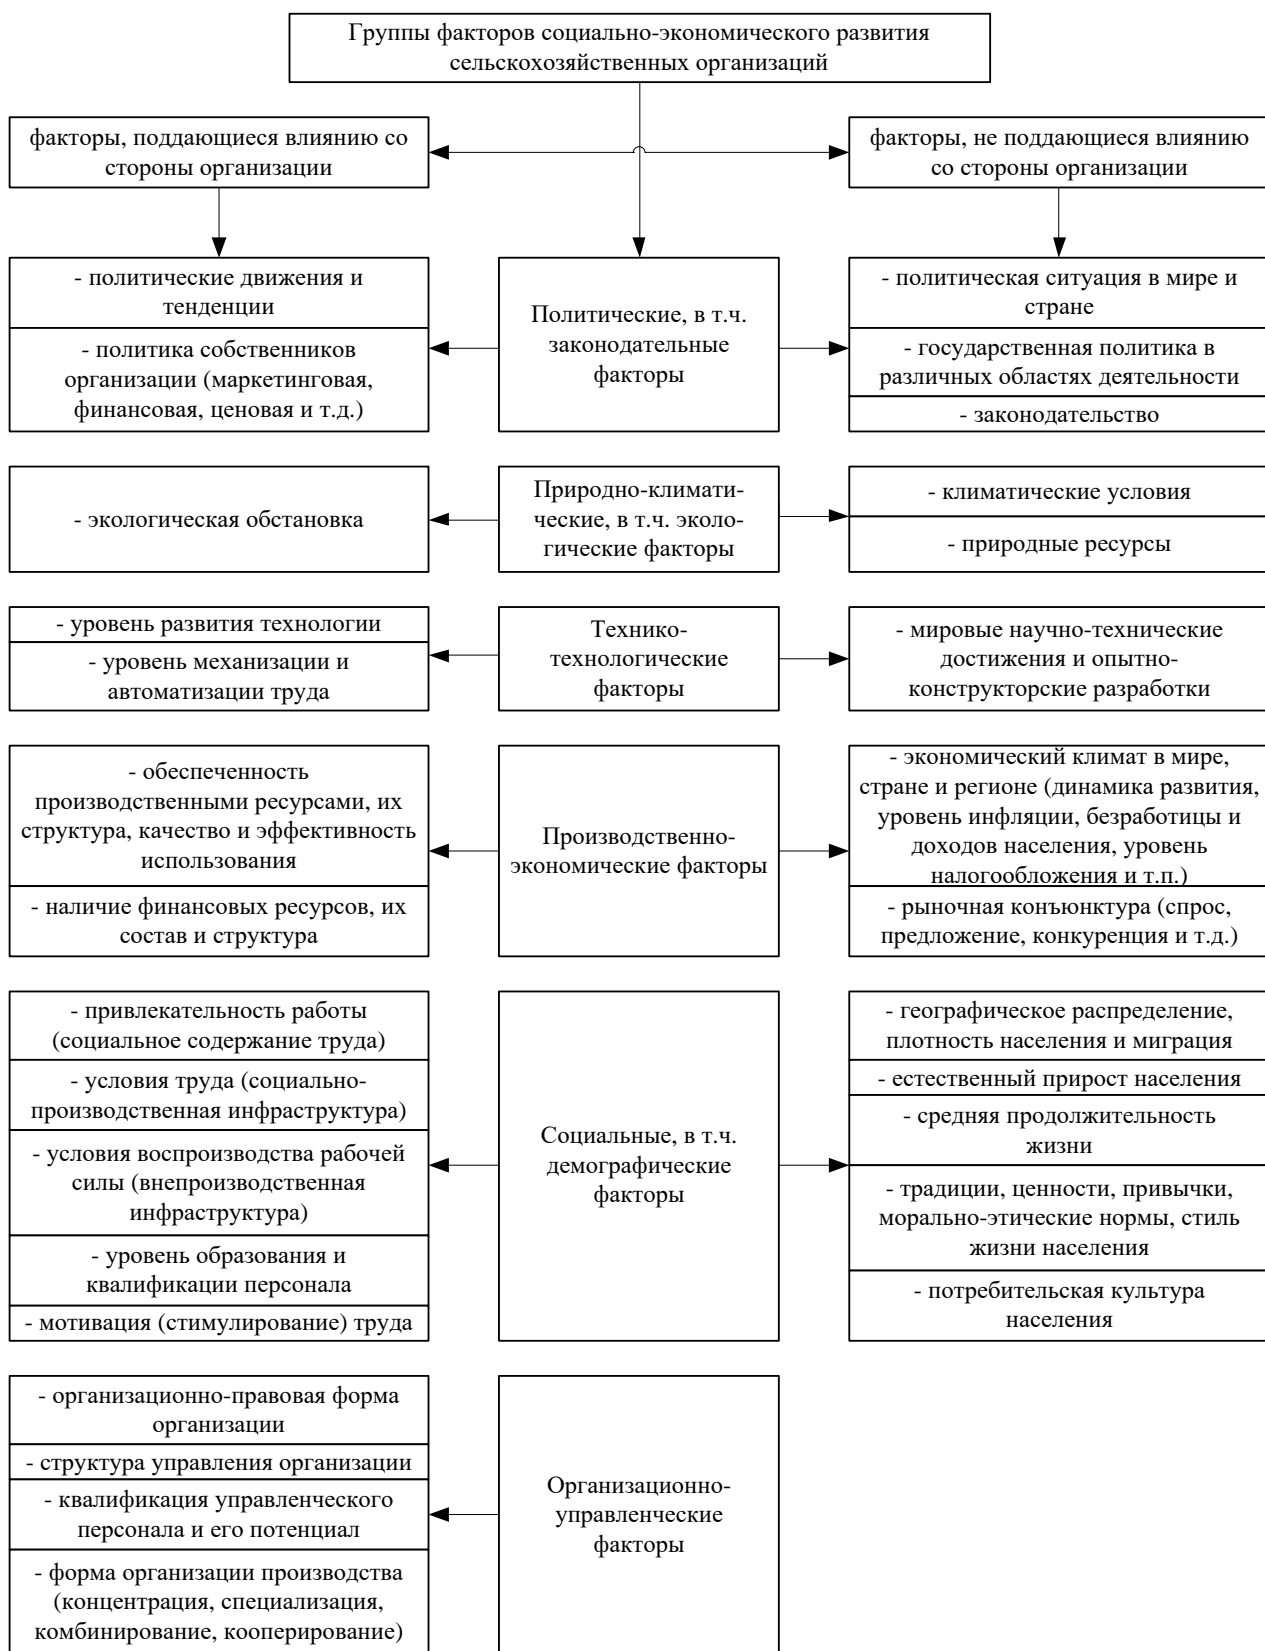 Группы факторов социально-экономического развития
сельскохозяйственных организаций
факторы, поддающиеся влиянию со
стороны организации
факторы, не поддающиеся влиянию
со стороны организации
- политические движения и
тенденции
- политика собственников
организации (маркетинговая,
финансовая, ценовая и т.д.)
Политические, в т.ч.
законодательные
факторы
- политическая ситуация в мире и
стране
- государственная политика в
различных областях деятельности
- законодательство
- экологическая обстановка
Природно-климати-
ческие, в т.ч. эколо-
гические факторы
- климатические условия
- природные ресурсы
- уровень развития технологии
- уровень механизации и
автоматизации труда
Технико-
технологические
факторы
- мировые научно-технические
достижения и опытно-
конструкторские разработки
- обеспеченность
производственными ресурсами, их
структура, качество и эффективность
использования
- наличие финансовых ресурсов, их
состав и структура
Производственно-
экономические факторы
- экономический климат в мире,
стране и регионе (динамика развития,
уровень инфляции, безработицы и
доходов населения, уровень
налогообложения и т.п.)
- рыночная конъюнктура (спрос,
предложение, конкуренция и т.д.)
- привлекательность работы
(социальное содержание труда)
- условия труда (социально-
производственная инфраструктура)
- условия воспроизводства рабочей
силы (внепроизводственная
инфраструктура)
- уровень образования и
квалификации персонала
- мотивация (стимулирование) труда
Социальные, в т.ч.
демографические
факторы
- географическое распределение,
плотность населения и миграция
- естественный прирост населения
- средняя продолжительность
жизни
- традиции, ценности, привычки,
морально-этические нормы, стиль
жизни населения
- потребительская культура
населения
- организационно-правовая форма
организации
- структура управления организации
- квалификация управленческого
персонала и его потенциал
- форма организации производства
(концентрация, специализация,
комбинирование, кооперирование)
Организационно-
управленческие
факторы